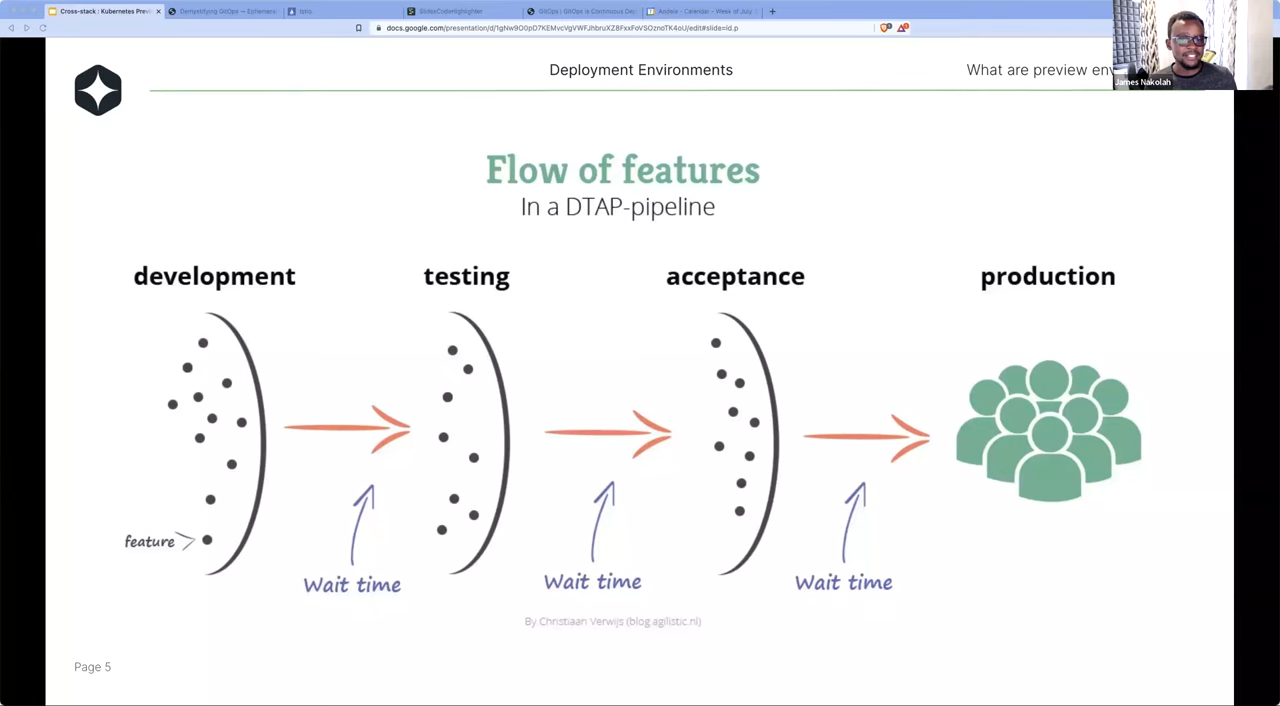 Cross-stack | Kubernetes Previ
Demystifying GitOps — Ephemera
SlidesCodeHighlighter
GitOps | GitOps is Continuous De
Andela - Calendar - Week of July
docs.google.com/presentation/d/1gNw9O0pD7KEMvcVgVWFJhbruXZ8FxxFoVSOznoTK4oU/edit#slide=id.p
James Nakolah
Deployment Environments
What are preview env
Flow of features
In a DTAP-pipeline
development
testing
acceptance
production
feature
Wait time
Wait time
Wait time
By Christiaan Verwijs (blog.agilistic.nl)
Page 5